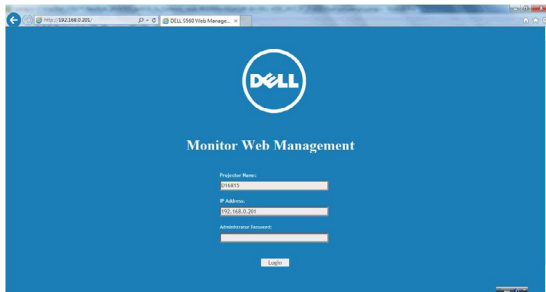 http://192.168.0.201/
DELL S560 Web Manage...
DELL
Monitor Web Management
Projector Name:
IP Address:
192.168.0.201
Administrator Password:
Login